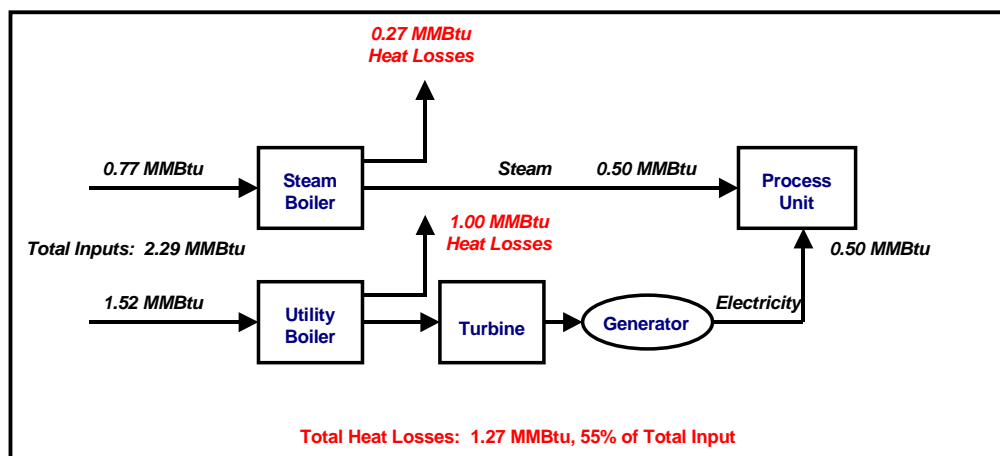 0.27 MMBtu
Heat Losses
0.77 MMBtu
Steam
Boiler
Steam
0.50 MMBtu
Process
Unit
1.00 MMBtu
Heat Losses
Total Inputs:  2.29 MMBtu
0.50 MMBtu
1.52 MMBtu
Utility
Boiler
Turbine
Generator
Electricity
Total Heat Losses:  1.27 MMBtu, 55% of Total Input